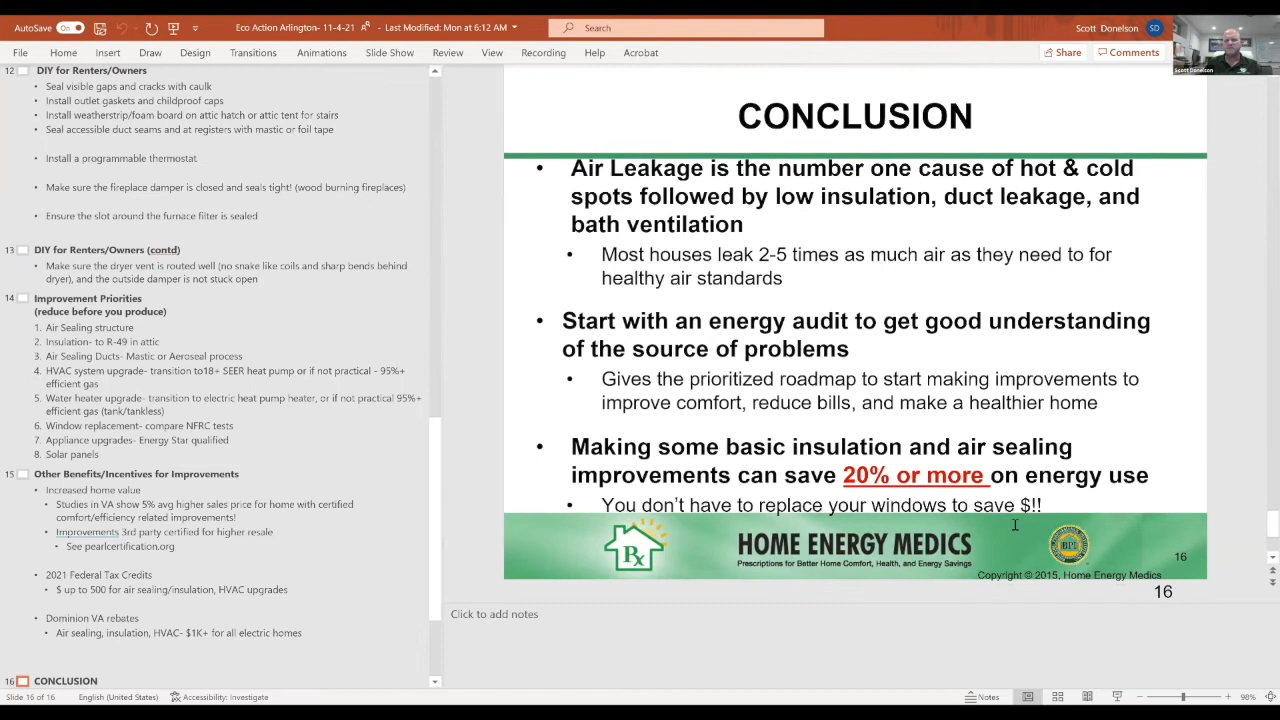 AutoSave On Eco Action Arlington- 11-4-21 - Last Modified: Mon at 6:12 AM Search Scott Donelson SD
File Home Insert Draw Design Transitions Animations Slide Show Review View Recording Help Acrobat Share Comments
Scott Donelson
12 DIY for Renters/Owners
• Seal visible gaps and cracks with caulk
• Install outlet gaskets and childproof caps
• Install weatherstrip/foam board on attic hatch or attic tent for stairs
• Seal accessible duct seams and at registers with mastic or foil tape
• Install a programmable thermostat
• Make sure the fireplace damper is closed and seals tight! (wood burning fireplaces)
• Ensure the slot around the furnace filter is sealed
13 DIY for Renters/Owners (contd)
• Make sure the dryer vent is routed well (no snake like coils and sharp bends behind
dryer), and the outside damper is not stuck open
14 Improvement Priorities
(reduce before you produce)
1. Air Sealing structure
2. Insulation- to R-49 in attic
3. Air Sealing Ducts- Mastic or Aeroseal process
4. HVAC system upgrade- transition to18+ SEER heat pump or if not practical - 95%+
efficient gas
5. Water heater upgrade- transition to electric heat pump heater, or if not practical 95%+
efficient gas (tank/tankless)
6. Window replacement- compare NFRC tests
7. Appliance upgrades- Energy Star qualified
8. Solar panels
15 Other Benefits/Incentives for Improvements
• Increased home value
• Studies in VA show 5% avg higher sales price for home with certified
comfort/efficiency related improvements!
• Improvements 3rd party certified for higher resale
• See pearlcertification.org
• 2021 Federal Tax Credits
• $ up to 500 for air sealing/insulation, HVAC upgrades
• Dominion VA rebates
• Air sealing, insulation, HVAC- $1K+ for all electric homes
16 CONCLUSION
CONCLUSION
• Air Leakage is the number one cause of hot & cold
spots followed by low insulation, duct leakage, and
bath ventilation
• Most houses leak 2-5 times as much air as they need to for
healthy air standards
• Start with an energy audit to get good understanding
of the source of problems
• Gives the prioritized roadmap to start making improvements to
improve comfort, reduce bills, and make a healthier home
• Making some basic insulation and air sealing
improvements can save 20% or more on energy use
• You don't have to replace your windows to save $!!
Rx
HOME ENERGY MEDICS
Prescriptions for Better Home Comfort, Health, and Energy Savings
BPI
16
Copyright © 2015, Home Energy Medics
16
Click to add notes
Slide 16 of 16 English (United States) Accessibility: Investigate Notes 98%